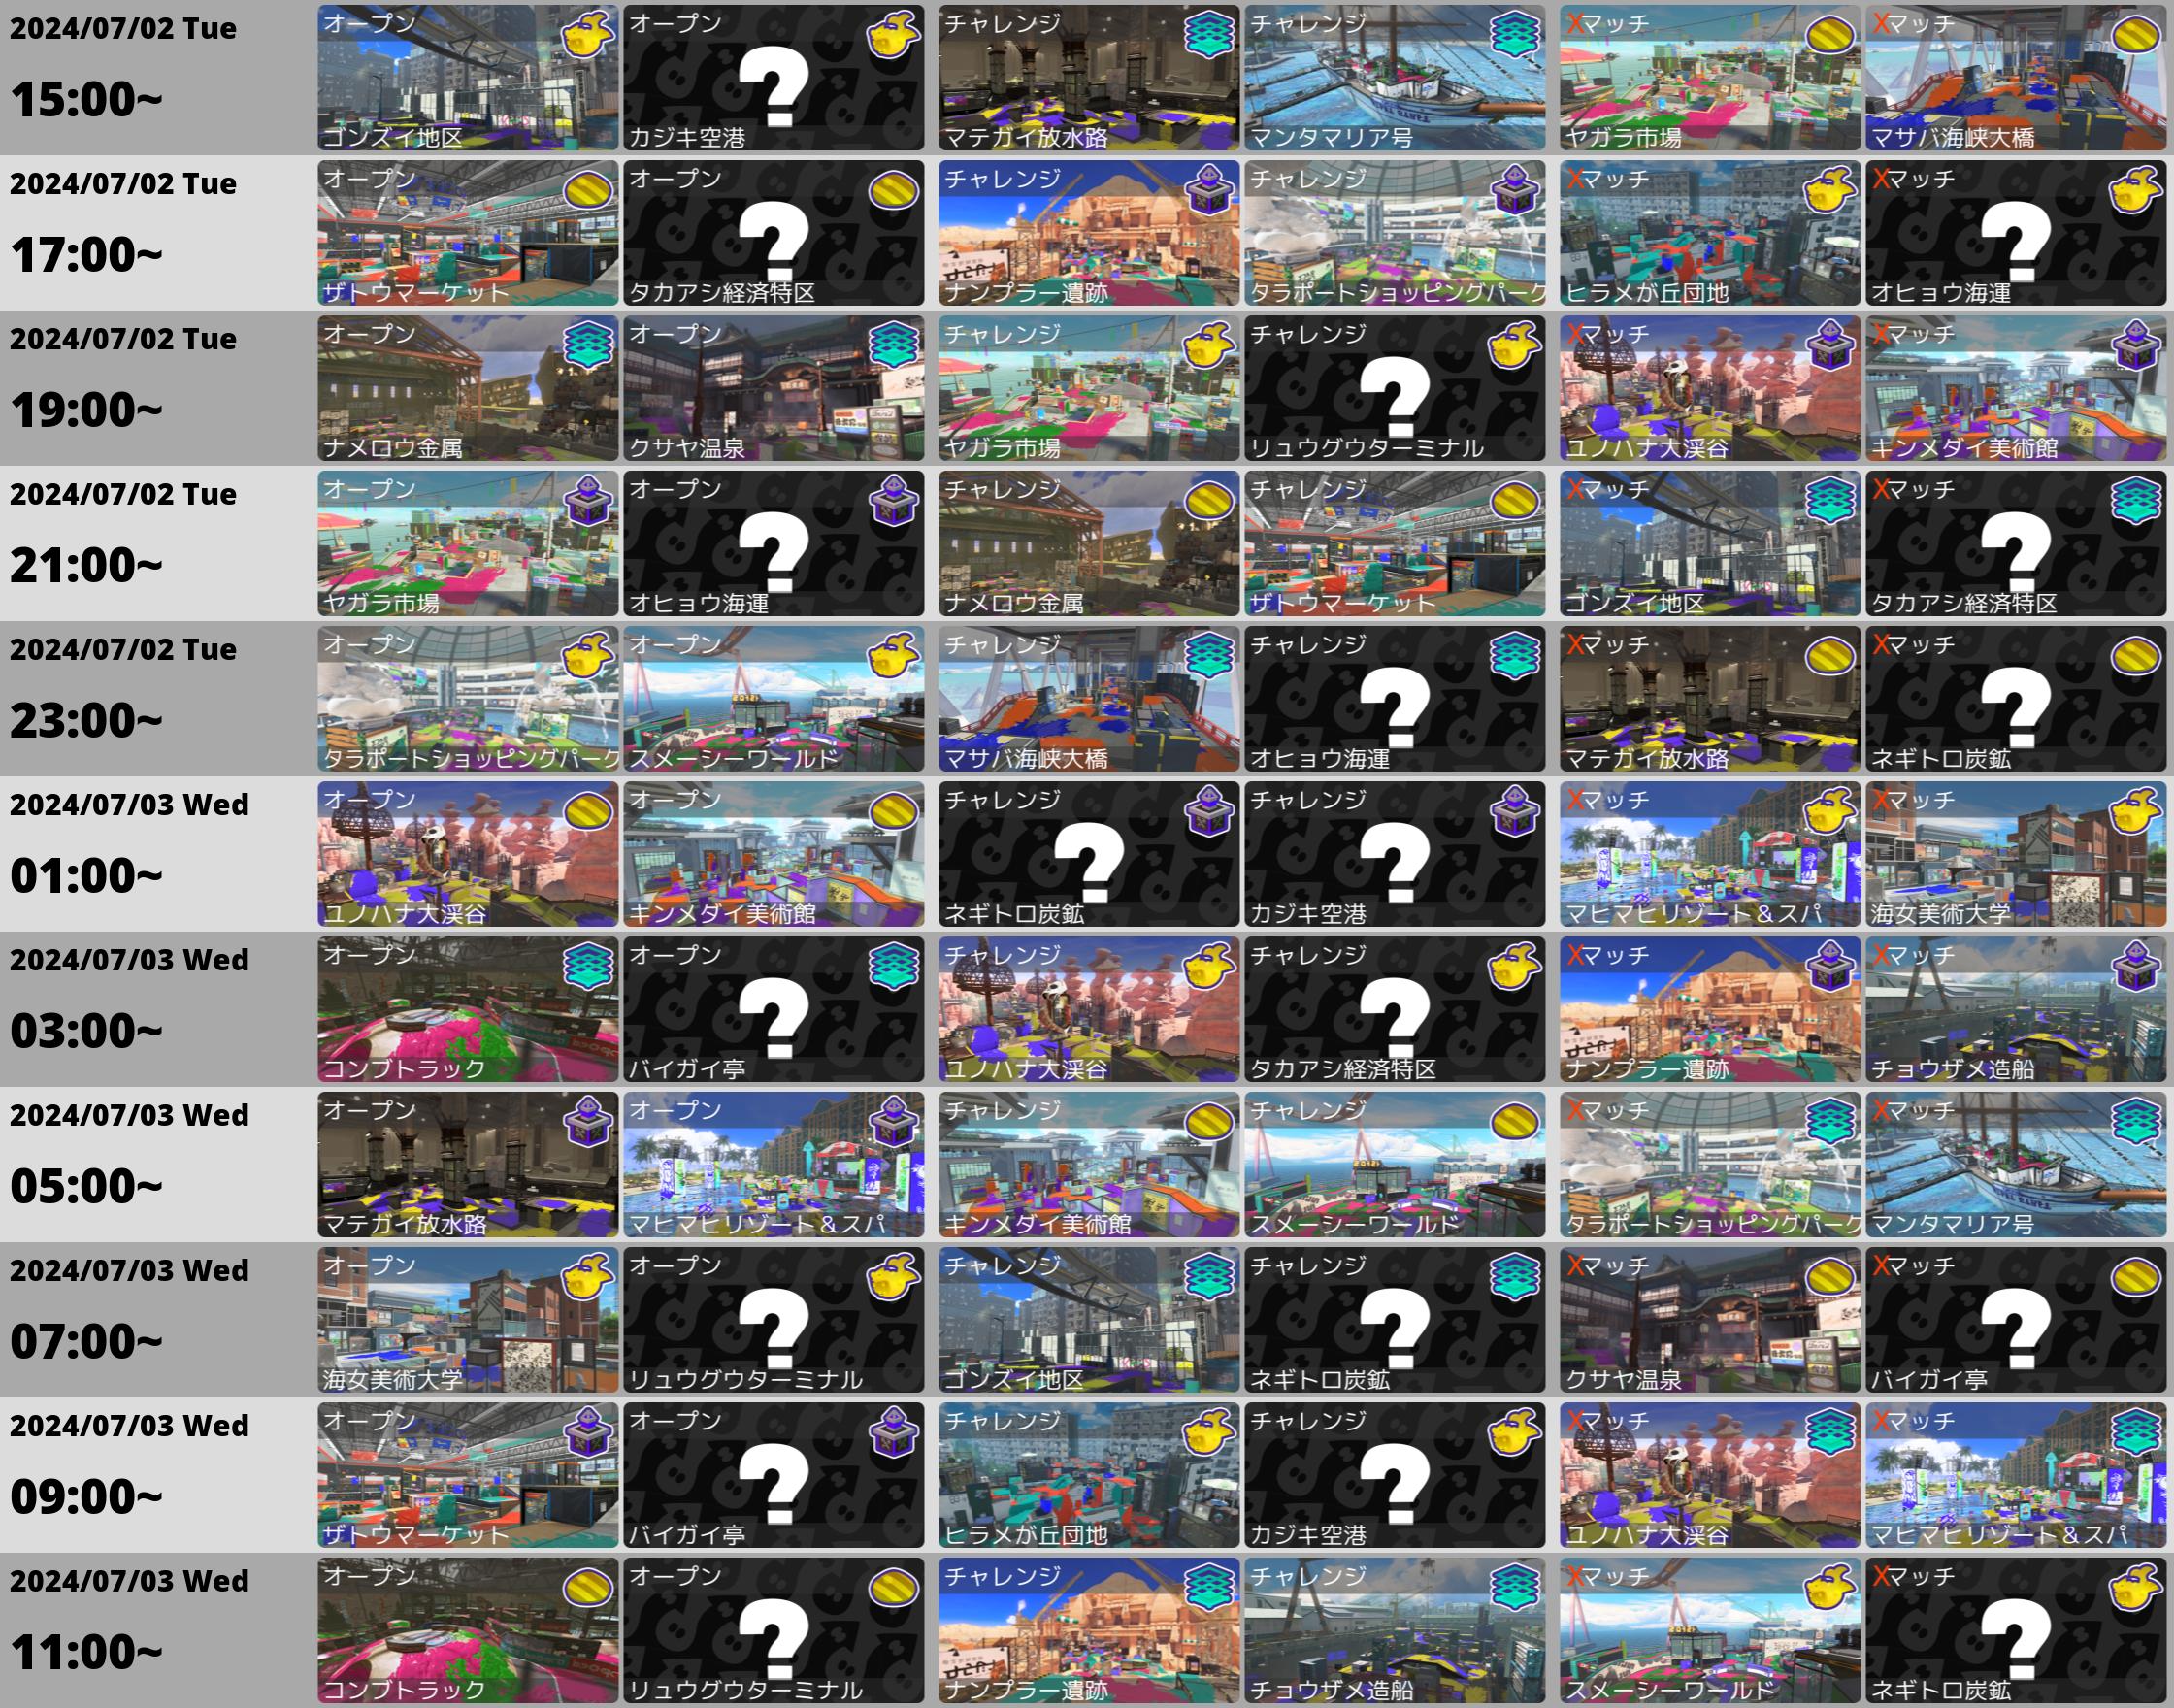 2024/07/02 Tue
15:00~
オープン
ゴンズイ地区
オープン
カジキ空港
チャレンジ
マテガイ放水路
チャレンジ
マンタマリア号
Xマッチ
ヤガラ市場
Xマッチ
マサバ海峡大橋
2024/07/02 Tue
17:00~
オープン
ザトウマーケット
オープン
タカアシ経済特区
チャレンジ
ナンプラー遺跡
チャレンジ
タラポートショッピングパーク
Xマッチ
ヒラメが丘団地
Xマッチ
オヒョウ海運
2024/07/02 Tue
19:00~
オープン
ナメロウ金属
オープン
クサヤ温泉
チャレンジ
ヤガラ市場
チャレンジ
リュウグウターミナル
Xマッチ
ユノハナ大渓谷
Xマッチ
キンメダイ美術館
2024/07/02 Tue
21:00~
オープン
ヤガラ市場
オープン
オヒョウ海運
チャレンジ
ナメロウ金属
チャレンジ
ザトウマーケット
Xマッチ
ゴンズイ地区
Xマッチ
タカアシ経済特区
2024/07/02 Tue
23:00~
オープン
タラポートショッピングパーク
オープン
スメーシーワールド
チャレンジ
マサバ海峡大橋
チャレンジ
オヒョウ海運
Xマッチ
マテガイ放水路
Xマッチ
ネギトロ炭鉱
2024/07/03 Wed
01:00~
オープン
ユノハナ大渓谷
オープン
キンメダイ美術館
チャレンジ
ネギトロ炭鉱
チャレンジ
カジキ空港
Xマッチ
マヒマヒリゾート＆スパ
Xマッチ
海女美術大学
2024/07/03 Wed
03:00~
オープン
コンブトラック
オープン
バイガイ亭
チャレンジ
ユノハナ大渓谷
チャレンジ
タカアシ経済特区
Xマッチ
ナンプラー遺跡
Xマッチ
チョウザメ造船
2024/07/03 Wed
05:00~
オープン
マテガイ放水路
オープン
マヒマヒリゾート＆スパ
チャレンジ
キンメダイ美術館
チャレンジ
スメーシーワールド
Xマッチ
タラポートショッピングパーク
Xマッチ
マンタマリア号
2024/07/03 Wed
07:00~
オープン
海女美術大学
オープン
リュウグウターミナル
チャレンジ
ゴンズイ地区
チャレンジ
ネギトロ炭鉱
Xマッチ
クサヤ温泉
Xマッチ
バイガイ亭
2024/07/03 Wed
09:00~
オープン
ザトウマーケット
オープン
バイガイ亭
チャレンジ
ヒラメが丘団地
チャレンジ
カジキ空港
Xマッチ
ユノハナ大渓谷
Xマッチ
マヒマヒリゾート＆スパ
2024/07/03 Wed
11:00~
オープン
コンブトラック
オープン
リュウグウターミナル
チャレンジ
ナンプラー遺跡
チャレンジ
チョウザメ造船
Xマッチ
スメーシーワールド
Xマッチ
ネギトロ炭鉱